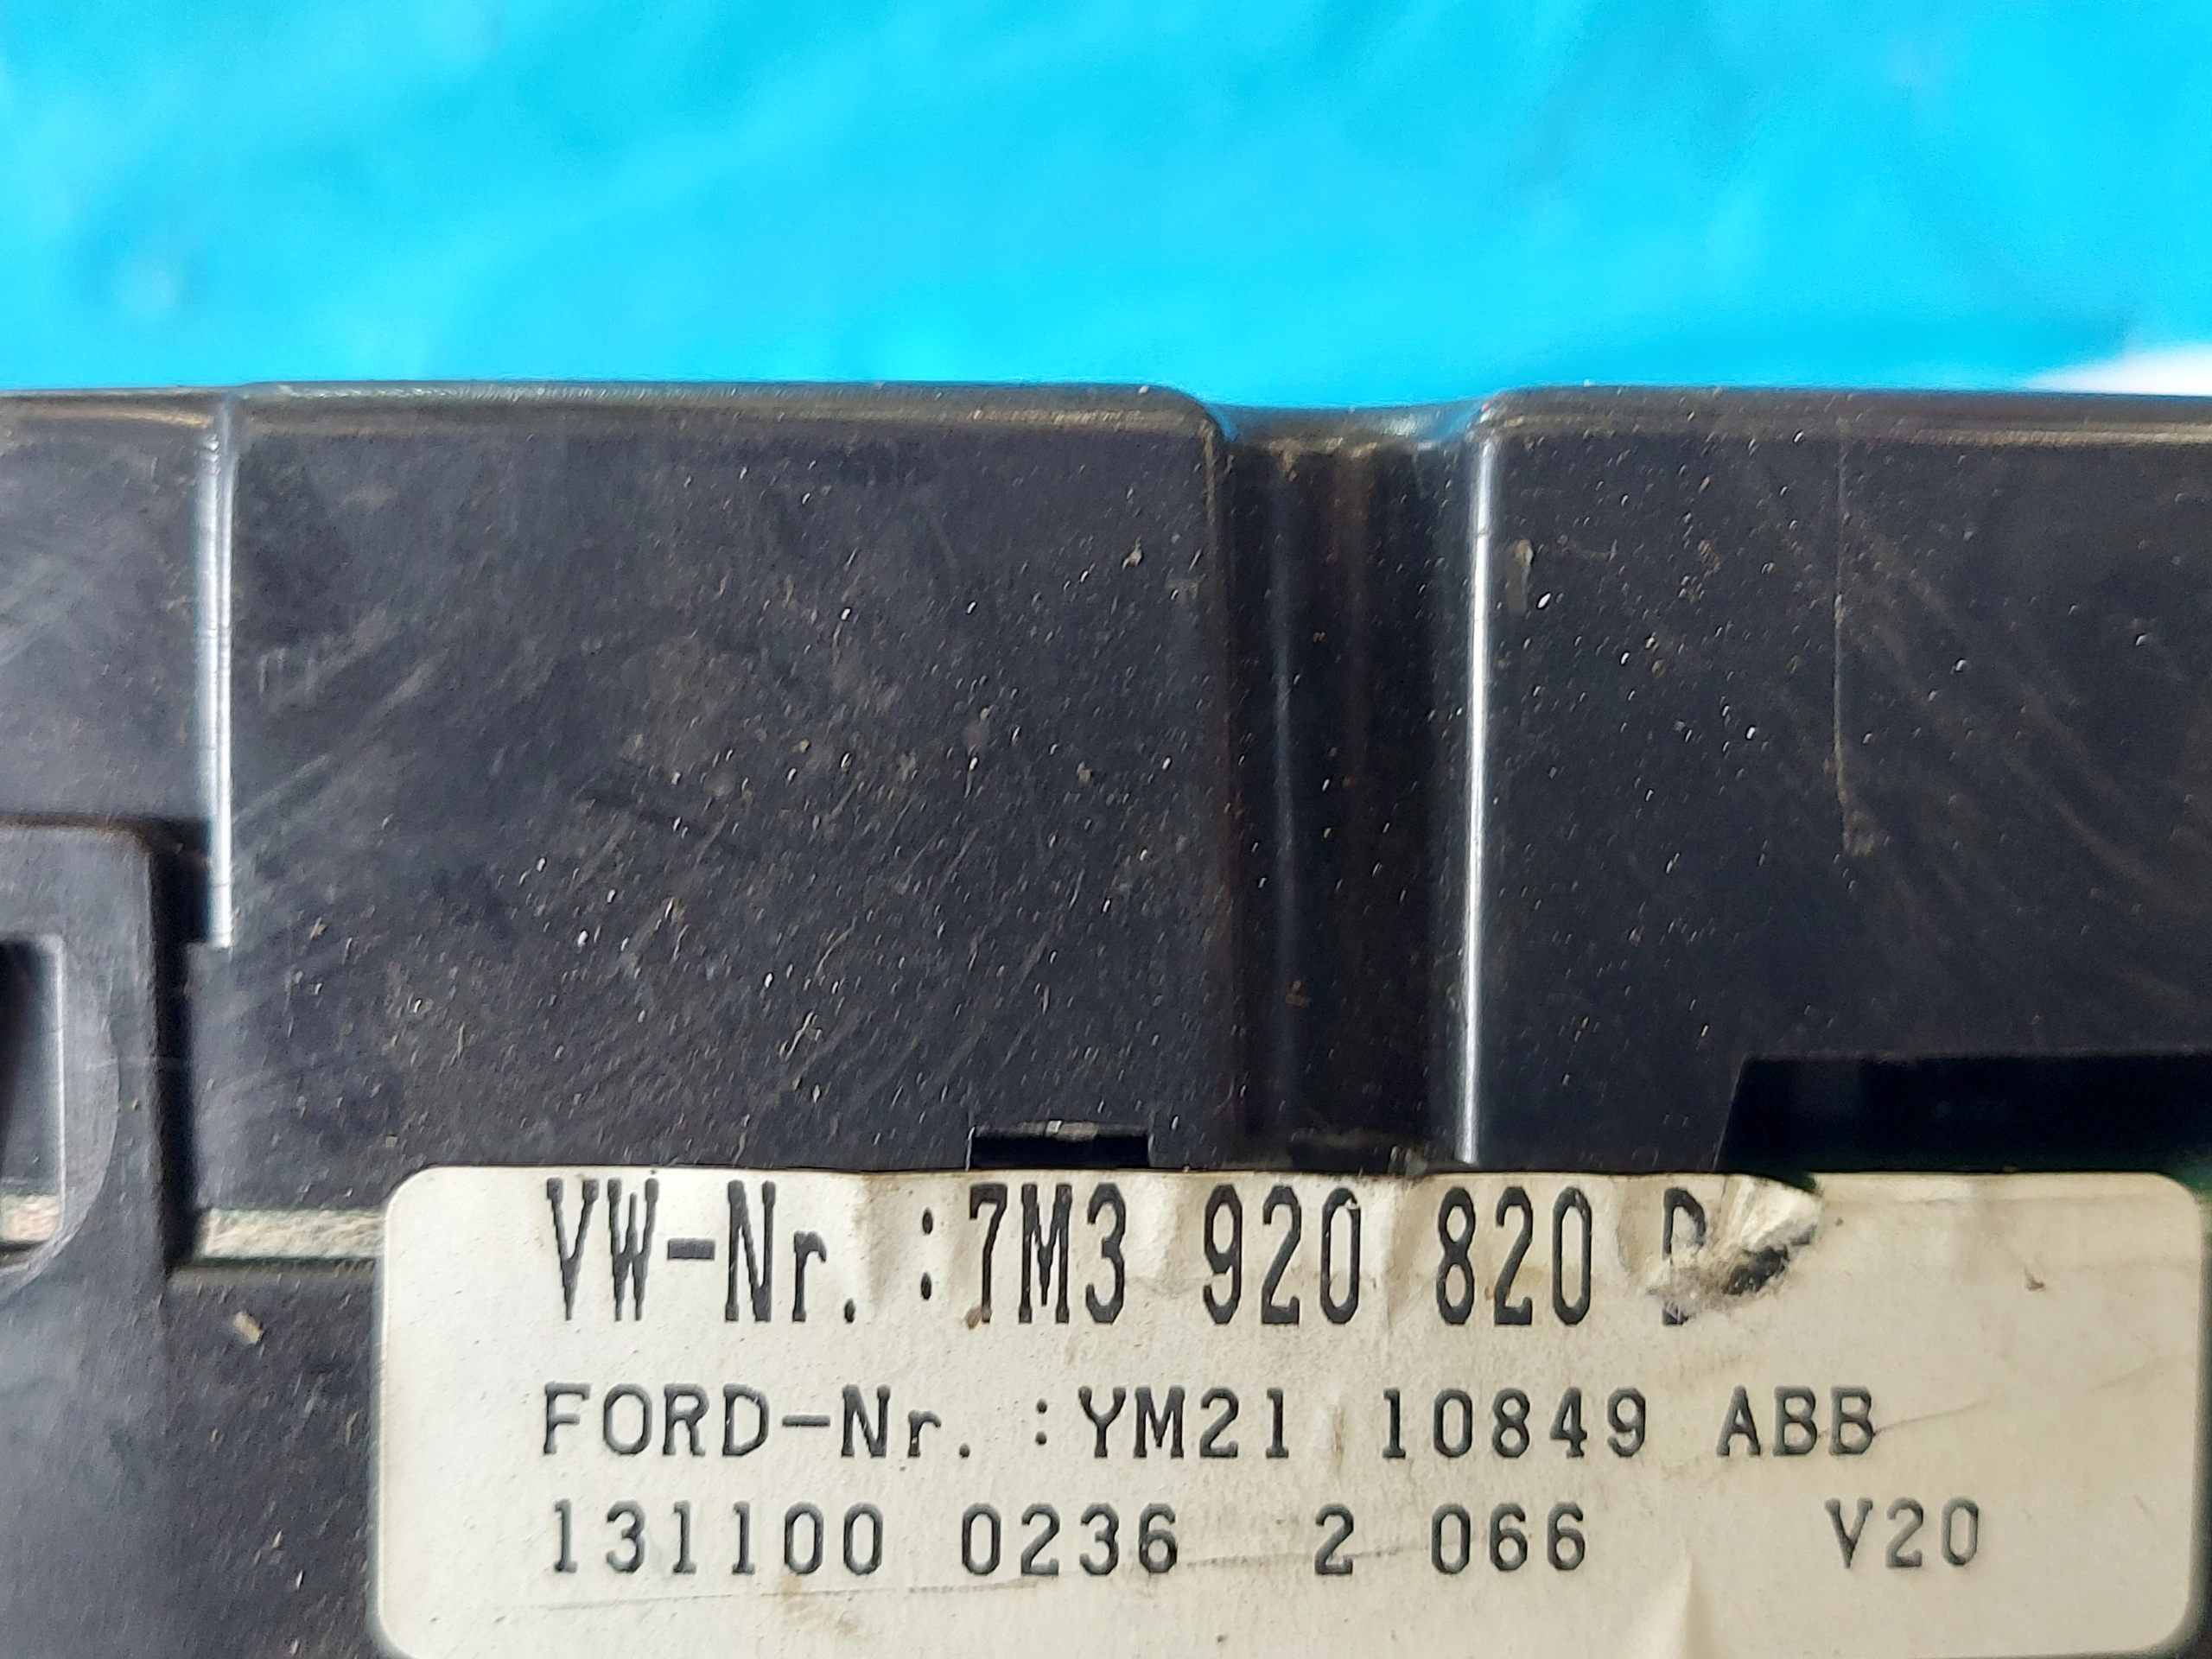 VW-Nr. :7M3 920 820
FORD-Nr. :YM21 10849 ABB
131100 0236 2 066 V20